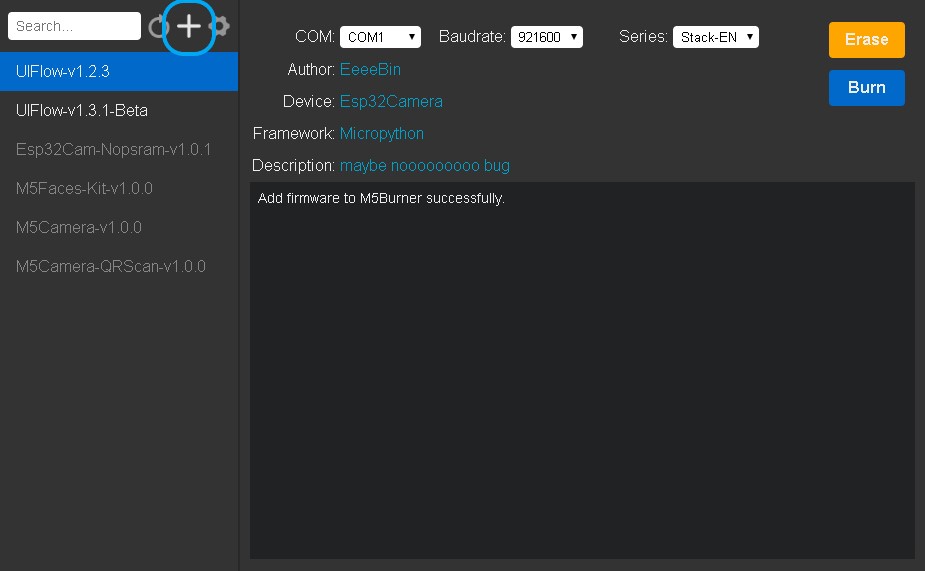 Search...
UIFlow-v1.2.3
UIFlow-v1.3.1-Beta
Esp32Cam-Nopsram-v1.0.1
M5Faces-Kit-v1.0.0
M5Camera-v1.0.0
M5Camera-QRScan-v1.0.0
COM: COM1 Baudrate: 921600 Series: Stack-EN
Erase
Author: EeeeBin
Burn
Device: Esp32Camera
Framework: Micropython
Description: maybe nooooooooo bug
Add firmware to M5Burner successfully.